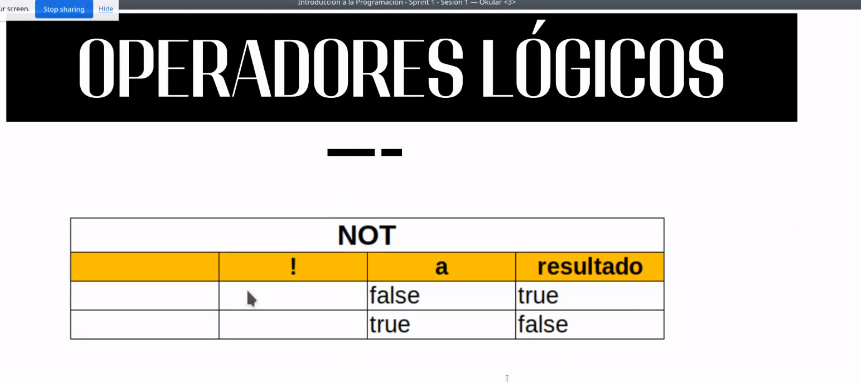 Introducción a la Programación - Sprint 1 - Sesión 1 — Okular <3>
ur screen. Stop sharing Hide
OPERADORES LÓGICOS
NOT
! a resultado
false true
true false